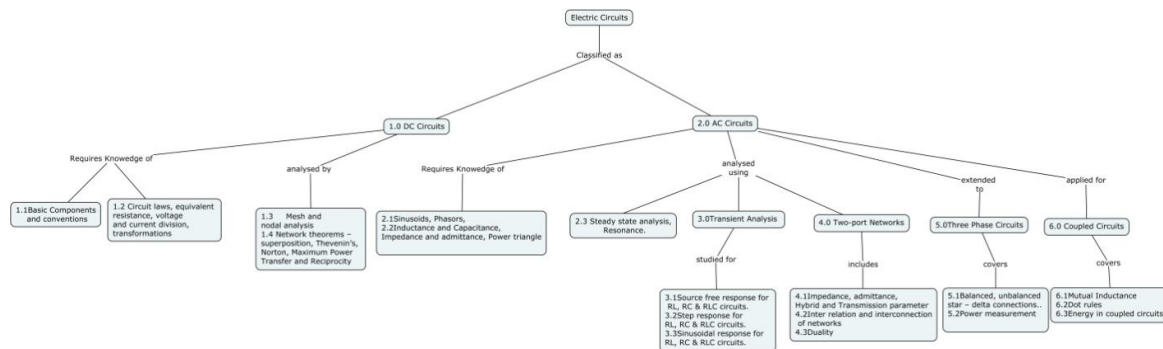 Electric Circuits
Classified as
1.0 DC Circuits
2.0 AC Circuits
Requires Knowedge of
analysed by
Requires Knowledge of
analysed
using
extended
to
applied for
1.1Basic Components
and conventions
1.2 Circuit laws, equivalent
resistance, voltage
and current division,
transformations
1.3 Mesh and
nodal analysis
1.4 Network theorems –
superposition, Thevenin's,
Norton, Maximum Power
Transfer and Reciprocity
2.1Sinusoids, Phasors,
2.2Inductance and Capacitance,
Impedance and admittance, Power triangle
2.3 Steady state analysis,
Resonance.
3.0Transient Analysis
4.0 Two-port Networks
5.0Three Phase Circuits
6.0 Coupled Circuits
studied for
includes
covers
covers
3.1Source free response for
RL, RC & RLC circuits.
3.2Step response for
RL, RC & RLC circuits.
3.3Sinusoidal response for
RL, RC & RLC circuits.
4.1Impedance, admittance,
Hybrid and Transmission parameter
4.2Inter relation and interconnection
of networks
4.3Duality
5.1Balanced, unbalanced
star – delta connections..
5.2Power measurement
6.1Mutual Inductance
6.2Dot rules
6.3Energy in coupled circuits